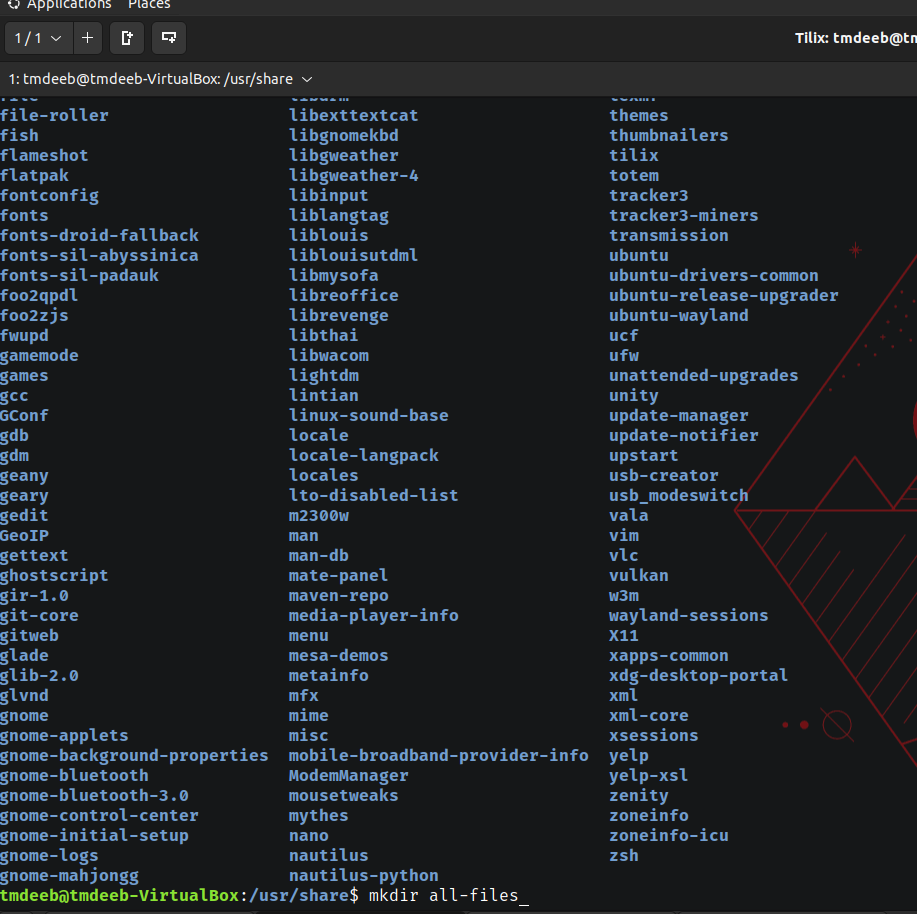 Applications Places
1 / 1
Tilix: tmdeeb@tm
1: tmdeeb@tmdeeb-VirtualBox: /usr/share
file-roller libexttextcat themes
fish libgnomekbd thumbnailers
flameshot libgweather tilix
flatpak libgweather-4 totem
fontconfig libinput tracker3
fonts liblangtag tracker3-miners
fonts-droid-fallback liblouis transmission
fonts-sil-abyssinica liblouisutdml ubuntu
fonts-sil-padauk libmysofa ubuntu-drivers-common
foo2qpdl libreoffice ubuntu-release-upgrader
foo2zjs librevenge ubuntu-wayland
fwupd libthai ucf
gamemode libwacom ufw
games lightdm unattended-upgrades
gcc lintian unity
GConf linux-sound-base update-manager
gdb locale update-notifier
gdm locale-langpack upstart
geany locales usb-creator
geary lto-disabled-list usb_modeswitch
gedit m2300w vala
GeoIP man vim
gettext man-db vlc
ghostscript mate-panel vulkan
gir-1.0 maven-repo w3m
git-core media-player-info wayland-sessions
gitweb menu X11
glade mesa-demos xapps-common
glib-2.0 metainfo xdg-desktop-portal
glvnd mfx xml
gnome mime xml-core
gnome-applets misc xsessions
gnome-background-properties mobile-broadband-provider-info yelp
gnome-bluetooth ModemManager yelp-xsl
gnome-bluetooth-3.0 mousetweaks zenity
gnome-control-center mythes zoneinfo
gnome-initial-setup nano zoneinfo-icu
gnome-logs nautilus zsh
gnome-mahjongg nautilus-python
tmdeeb@tmdeeb-VirtualBox:/usr/share$ mkdir all-files_